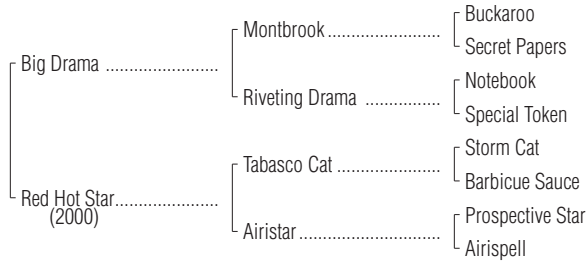 Buckaroo
Montbrook
Secret Papers
Big Drama
Notebook
Riveting Drama
Special Token
Storm Cat
Tabasco Cat
Barbicue Sauce
Red Hot Star
(2000)
Prospective Star
Airistar
Airispell